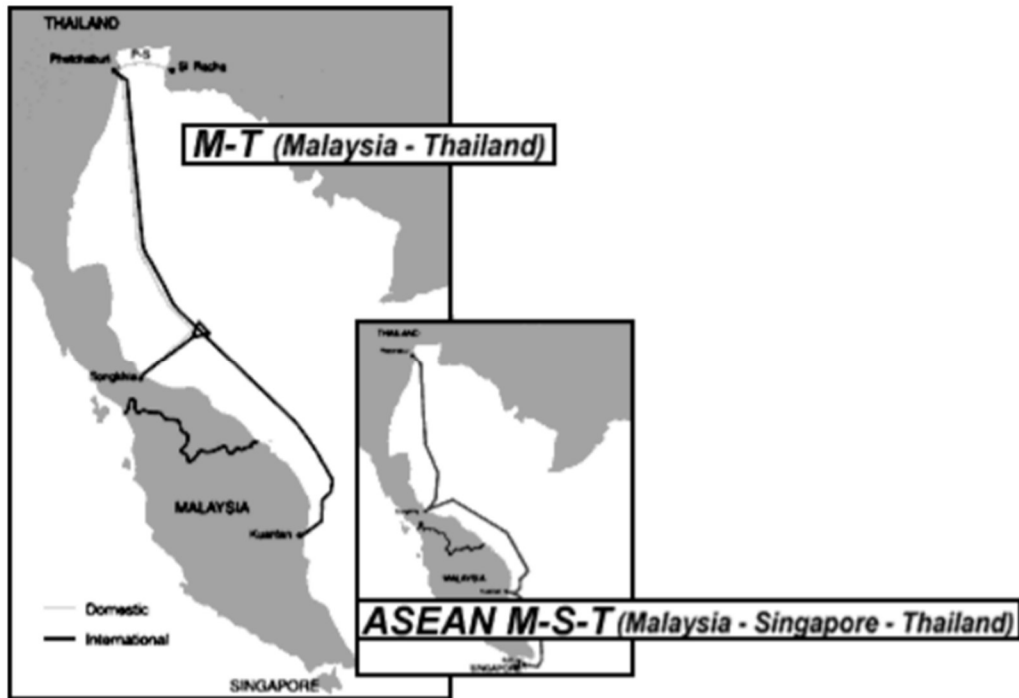 THAILAND
Phetchaburi
P-S
Si Racha
M-T (Malaysia - Thailand)
Songkhla
MALAYSIA
Kuantan
Domestic
International
SINGAPORE
THAILAND
MALAYSIA
ASEAN M-S-T (Malaysia - Singapore - Thailand)
SINGAPORE